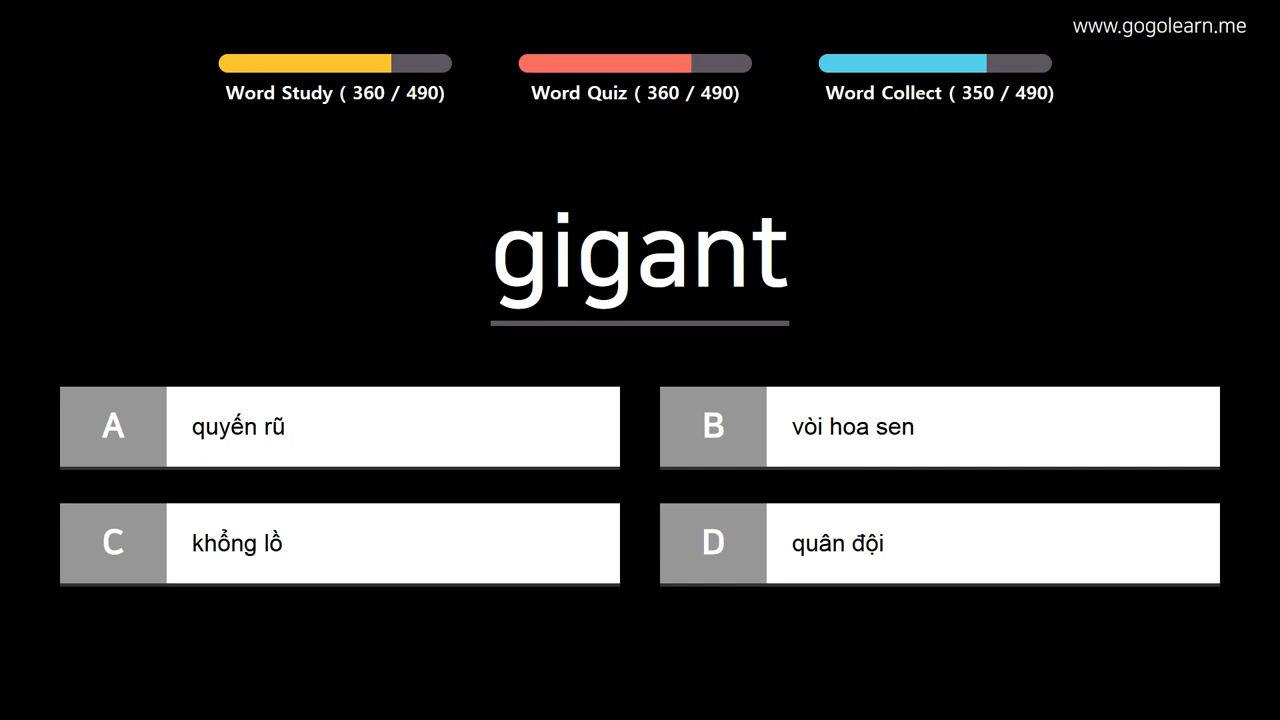 www.gogolearn.me
Word Study ( 360 / 490)
Word Quiz ( 360 / 490)
Word Collect ( 350 / 490)
gigant
A quyến rũ
B vòi hoa sen
C khổng lồ
D quân đội